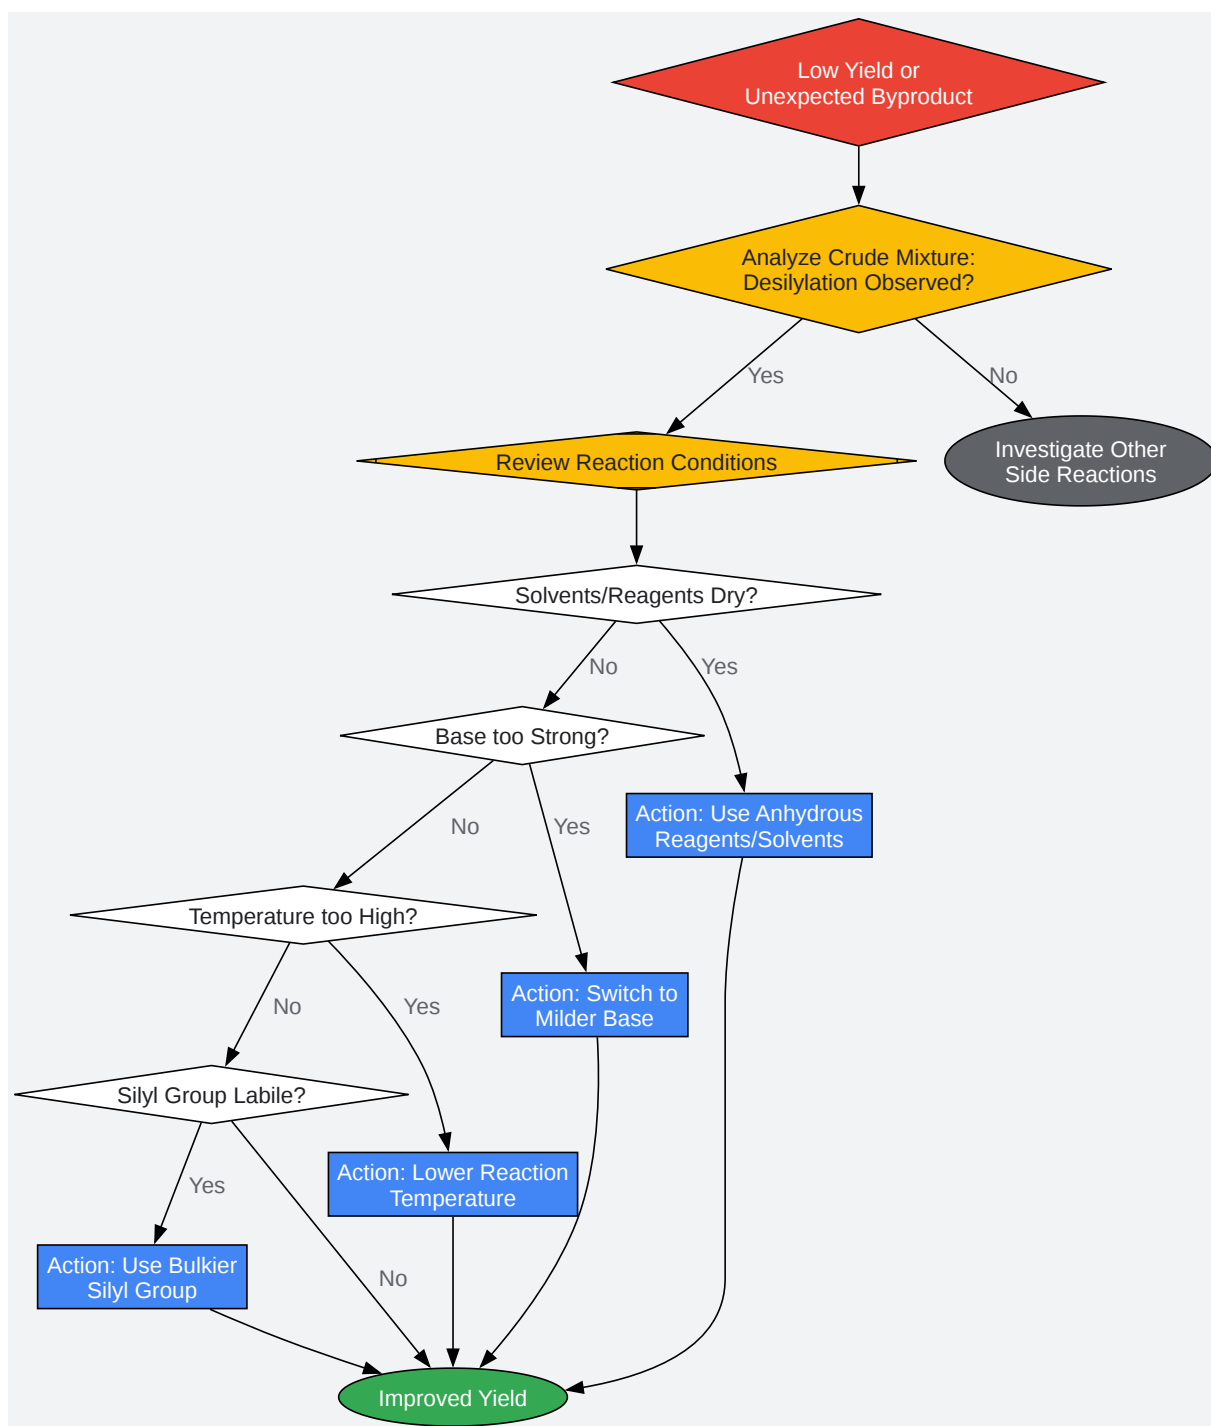 Low Yield or
Unexpected Byproduct
Analyze Crude Mixture:
Desilylation Observed?
Yes
No
Review Reaction Conditions
Investigate Other
Side Reactions
Solvents/Reagents Dry?
No
Yes
Base too Strong?
Action: Use Anhydrous
Reagents/Solvents
No
Yes
Temperature too High?
Action: Switch to
Milder Base
No
Yes
Silyl Group Labile?
Action: Lower Reaction
Temperature
Yes
No
Action: Use Bulkier
Silyl Group
Improved Yield